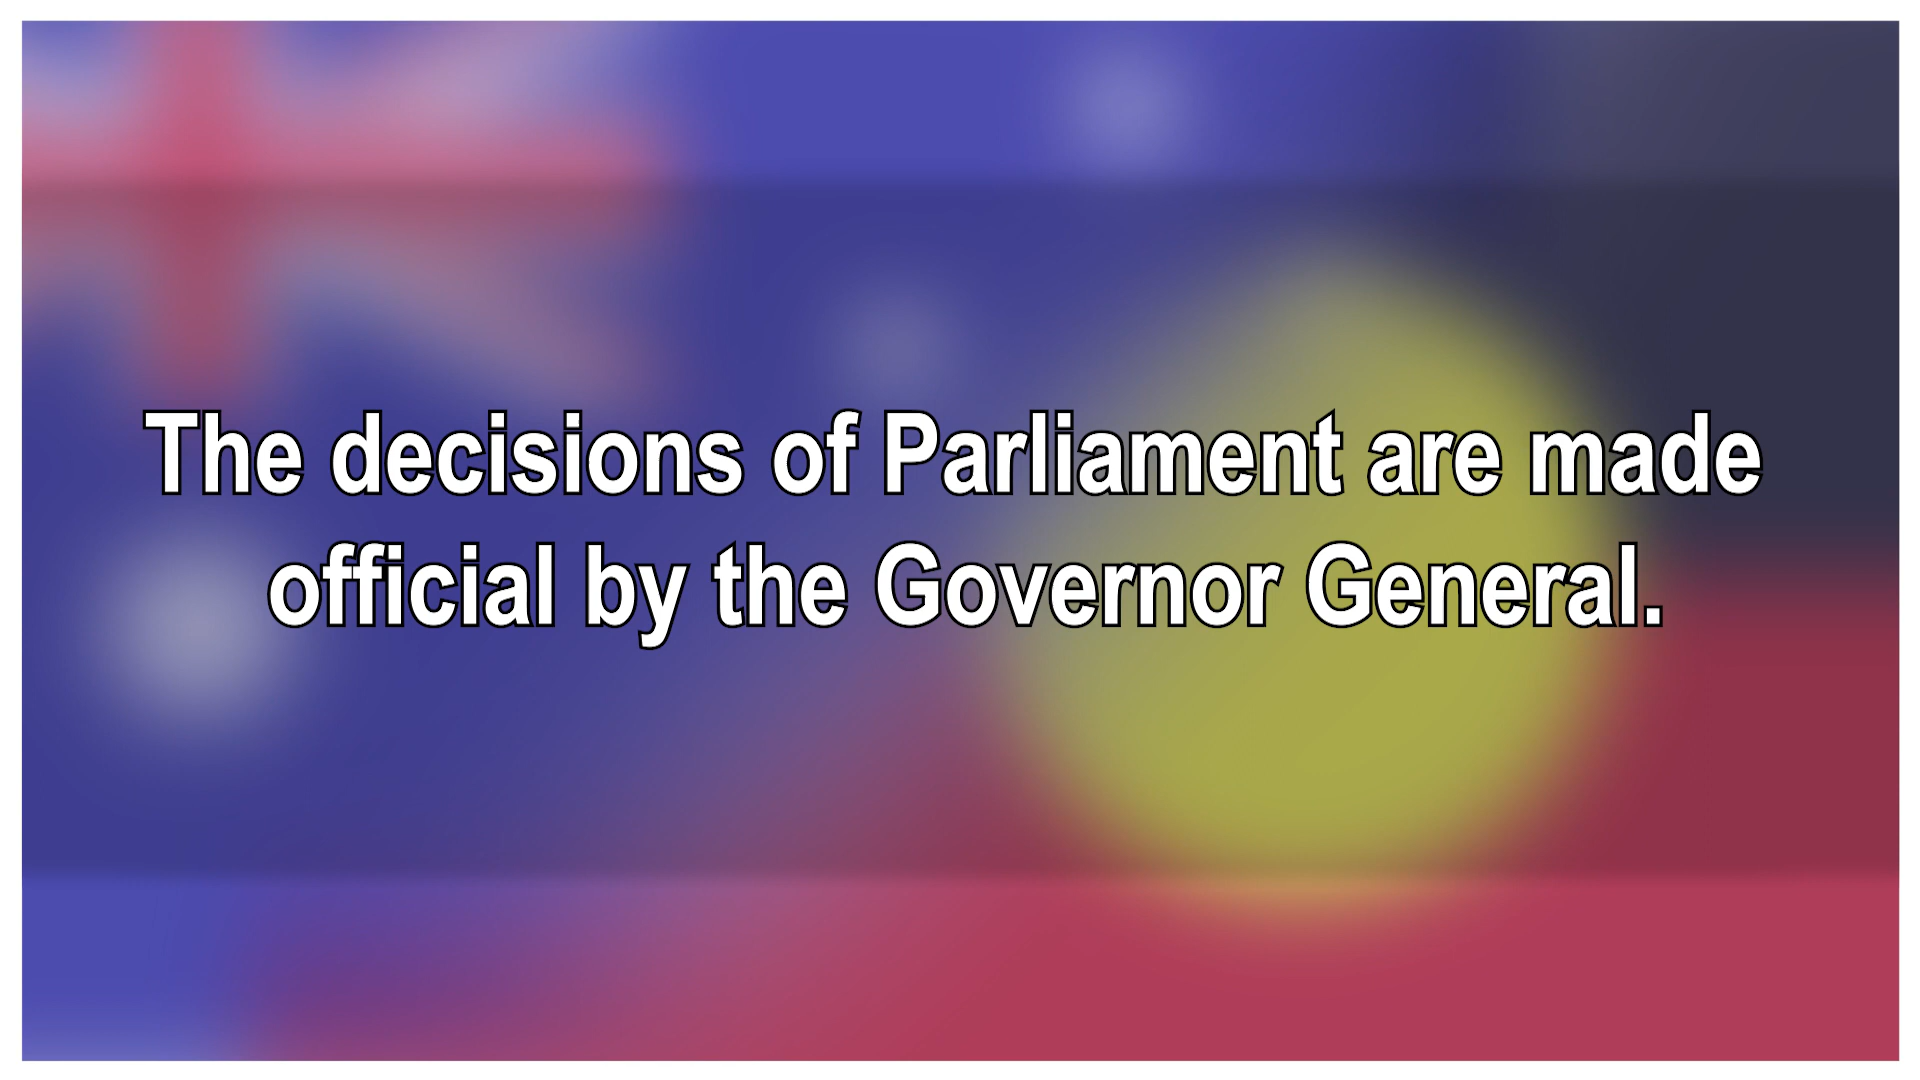 The decisions of Parliament are made
official by the Governor General.